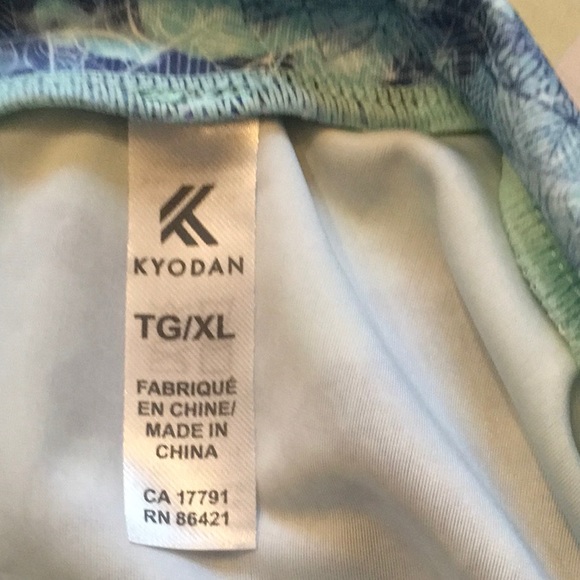 KYODAN
TG/XL
FABRIQUÉ
EN CHINE/
MADE IN
CHINA
CA 17791
RN 86421